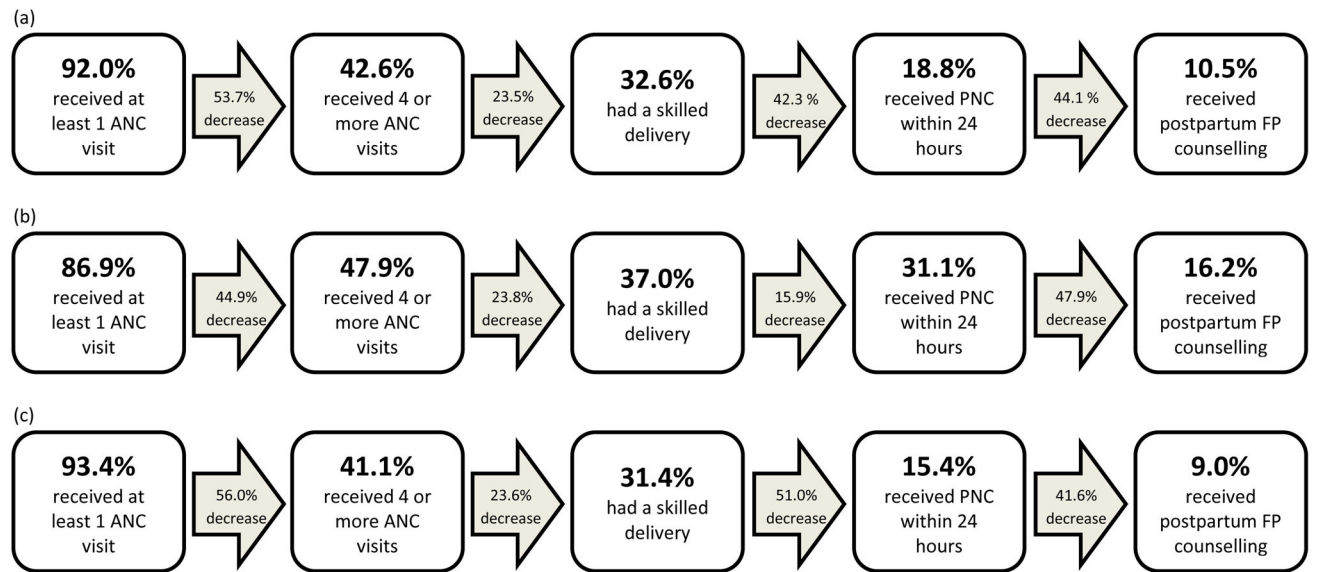 (a)
92.0%
received at
least 1 ANC
visit
53.7%
decrease
42.6%
received 4 or
more ANC
visits
23.5%
decrease
32.6%
had a skilled
delivery
42.3 %
decrease
18.8%
received PNC
within 24
hours
44.1 %
decrease
10.5%
received
postpartum FP
counselling
(b)
86.9%
received at
least 1 ANC
visit
44.9%
decrease
47.9%
received 4 or
more ANC
visits
23.8%
decrease
37.0%
had a skilled
delivery
15.9%
decrease
31.1%
received PNC
within 24
hours
47.9%
decrease
16.2%
received
postpartum FP
counselling
(c)
93.4%
received at
least 1 ANC
visit
56.0%
decrease
41.1%
received 4 or
more ANC
visits
23.6%
decrease
31.4%
had a skilled
delivery
51.0%
decrease
15.4%
received PNC
within 24
hours
41.6%
decrease
9.0%
received
postpartum FP
counselling